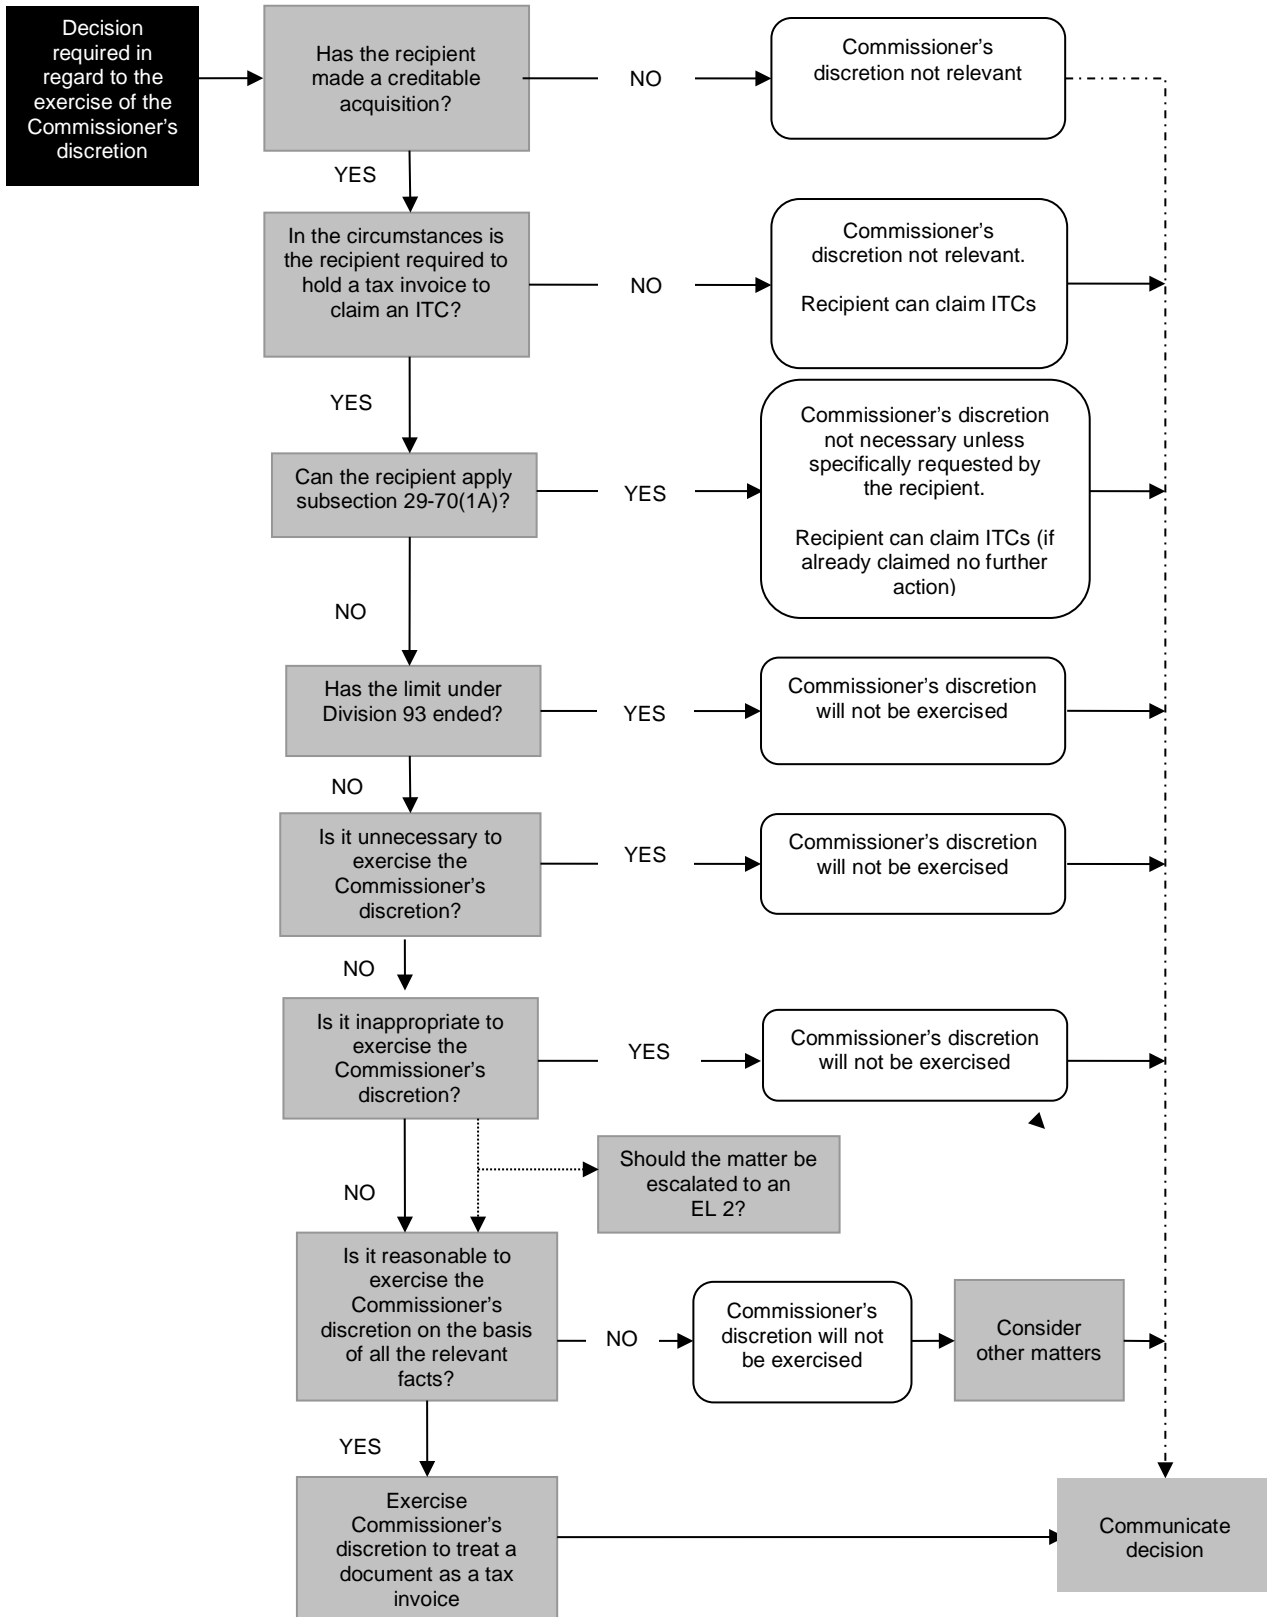 Decision
required in
regard to the
exercise of the
Commissioner's
discretion
Has the recipient
made a creditable
acquisition?
NO
Commissioner's
discretion not relevant
YES
In the circumstances is
the recipient required to
hold a tax invoice to
claim an ITC?
NO
Commissioner's
discretion not relevant.
Recipient can claim ITCs
YES
Can the recipient apply
subsection 29-70(1A)?
YES
Commissioner's discretion
not necessary unless
specifically requested by
the recipient.
Recipient can claim ITCs (if
already claimed no further
action)
NO
Has the limit under
Division 93 ended?
YES
Commissioner's discretion
will not be exercised
NO
Is it unnecessary to
exercise the
Commissioner's
discretion?
YES
Commissioner's discretion
will not be exercised
NO
Is it inappropriate to
exercise the
Commissioner's
discretion?
YES
Commissioner's discretion
will not be exercised
Should the matter be
escalated to an
EL 2?
NO
Is it reasonable to
exercise the
Commissioner's
discretion on the basis
of all the relevant
facts?
NO
Commissioner's
discretion will not
be exercised
Consider
other matters
YES
Exercise
Commissioner's
discretion to treat a
document as a tax
invoice
Communicate
decision